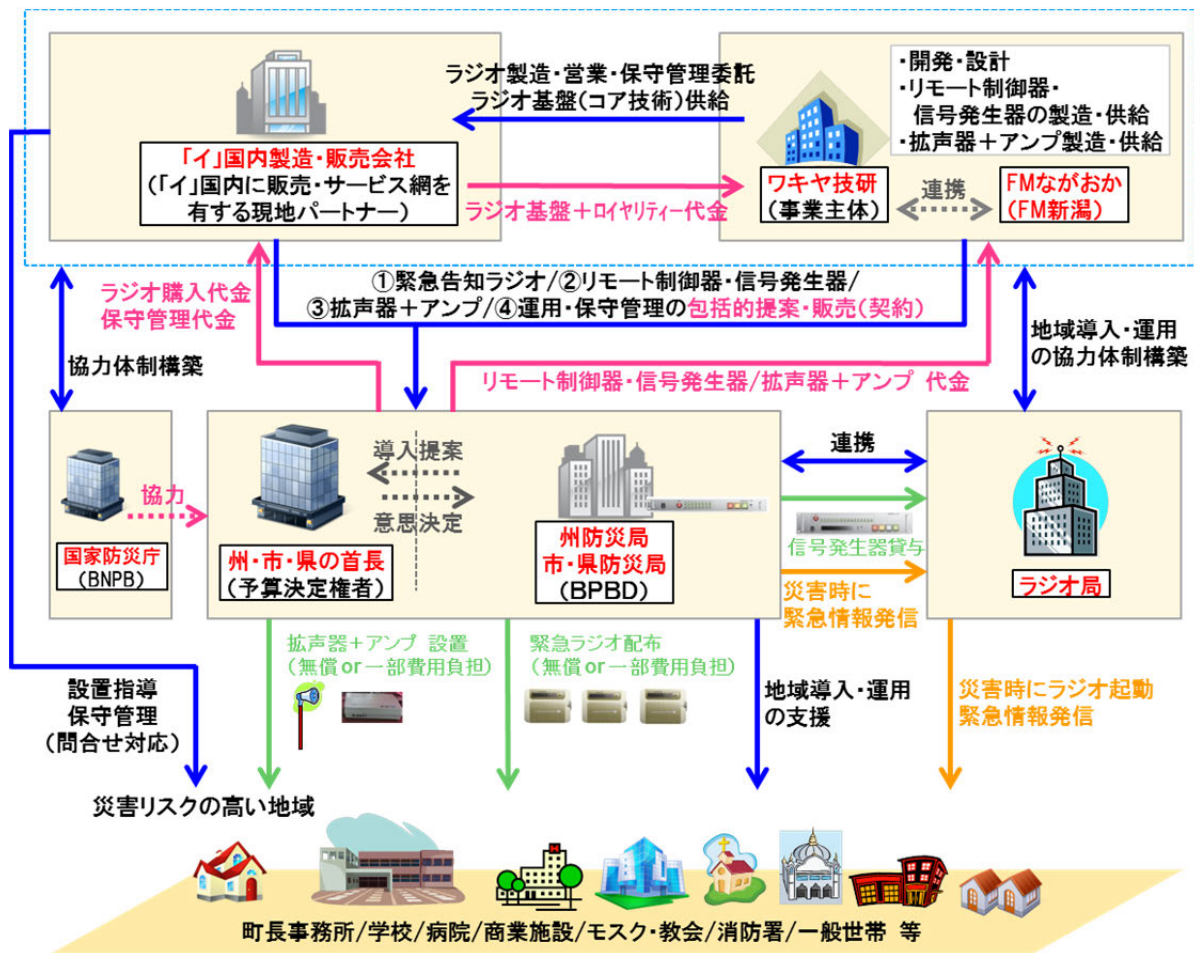 ラジオ製造・営業・保守管理委託
ラジオ基盤(コア技術)供給
・開発・設計
・リモート制御器・
信号発生器の製造・供給
・拡声器＋アンプ製造・供給
「イ」国内製造・販売会社
(「イ」国内に販売・サービス網を
有する現地パートナー)
ラジオ基盤＋ロイヤリティー代金
ワキヤ技研
(事業主体)
連携
FMながおか
(FM新潟)
ラジオ購入代金
保守管理代金
①緊急告知ラジオ/②リモート制御器・信号発生器/
③拡声器＋アンプ/④運用・保守管理の包括的提案・販売(契約)
協力体制構築
地域導入・運用
の協力体制構築
リモート制御器・信号発生器/拡声器＋アンプ 代金
協力
国家防災庁
(BNPB)
州・市・県の首長
(予算決定権者)
導入提案
意思決定
州防災局
市・県防災局
(BPBD)
連携
信号発生器貸与
災害時に
緊急情報発信
ラジオ局
拡声器＋アンプ 設置
(無償or一部費用負担)
緊急ラジオ配布
(無償or一部費用負担)
地域導入・運用
の支援
災害時にラジオ起動
緊急情報発信
設置指導
保守管理
(問合せ対応)
災害リスクの高い地域
町長事務所/学校/病院/商業施設/モスク・教会/消防署/一般世帯 等